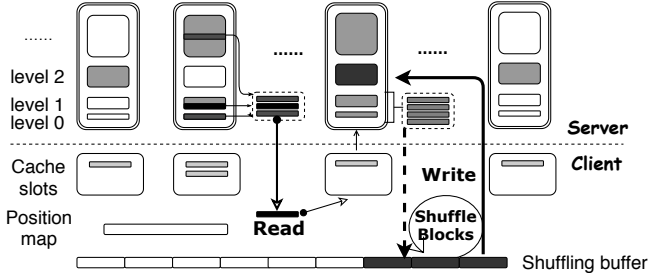 ......
......
......
level 2
level 1
level 0
Server
Client
Cache
slots
Write
Position
map
Read
Shuffle
Blocks
Shuffling buffer